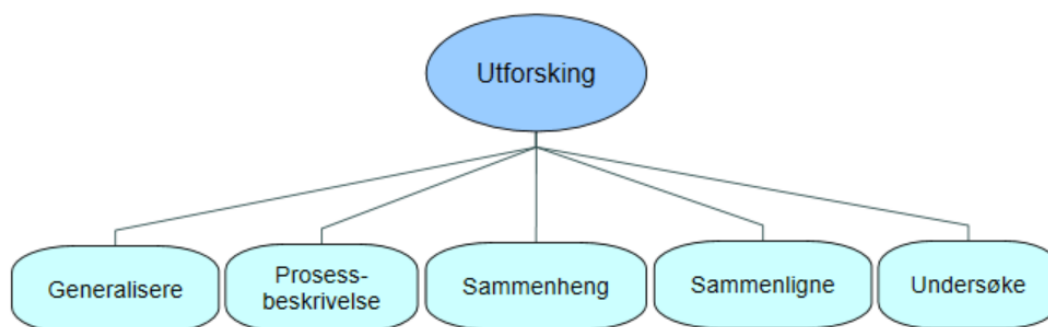 Utforsking
Generalisere
Prosess-
beskrivelse
Sammenheng
Sammenligne
Undersøke